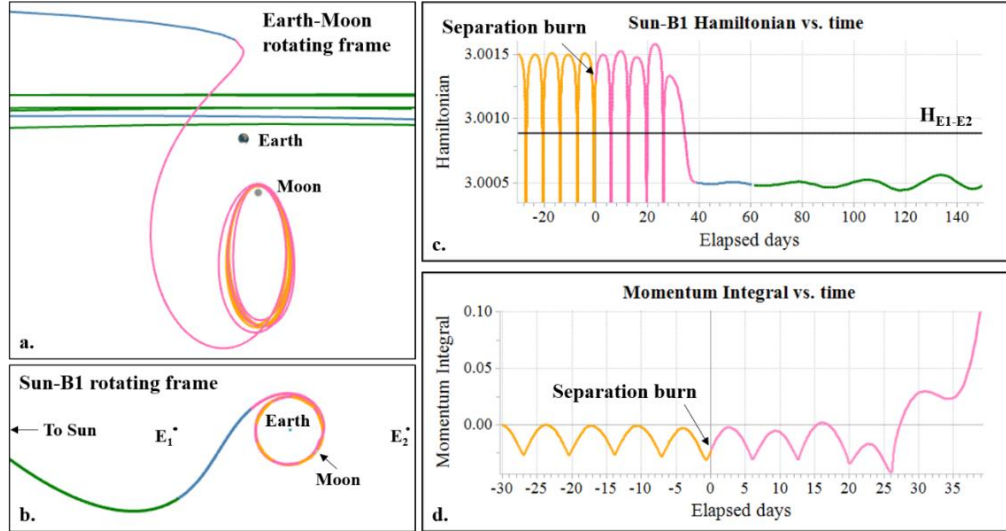 Earth-Moon
rotating frame
Earth
Moon
a.
Sun-B1 rotating frame
To Sun
E1
Earth
E2
Moon
b.
Sun-B1 Hamiltonian vs. time
Separation burn
3.0015
3.0010
3.0005
Hamiltonian
HE1-E2
-20 0 20 40 60 80 100 120 140
Elapsed days
c.
Momentum Integral vs. time
0.10
0.05
0.00
-0.05
Momentum Integral
Separation burn
-30 -25 -20 -15 -10 -5 0 5 10 15 20 25 30 35
Elapsed days
d.